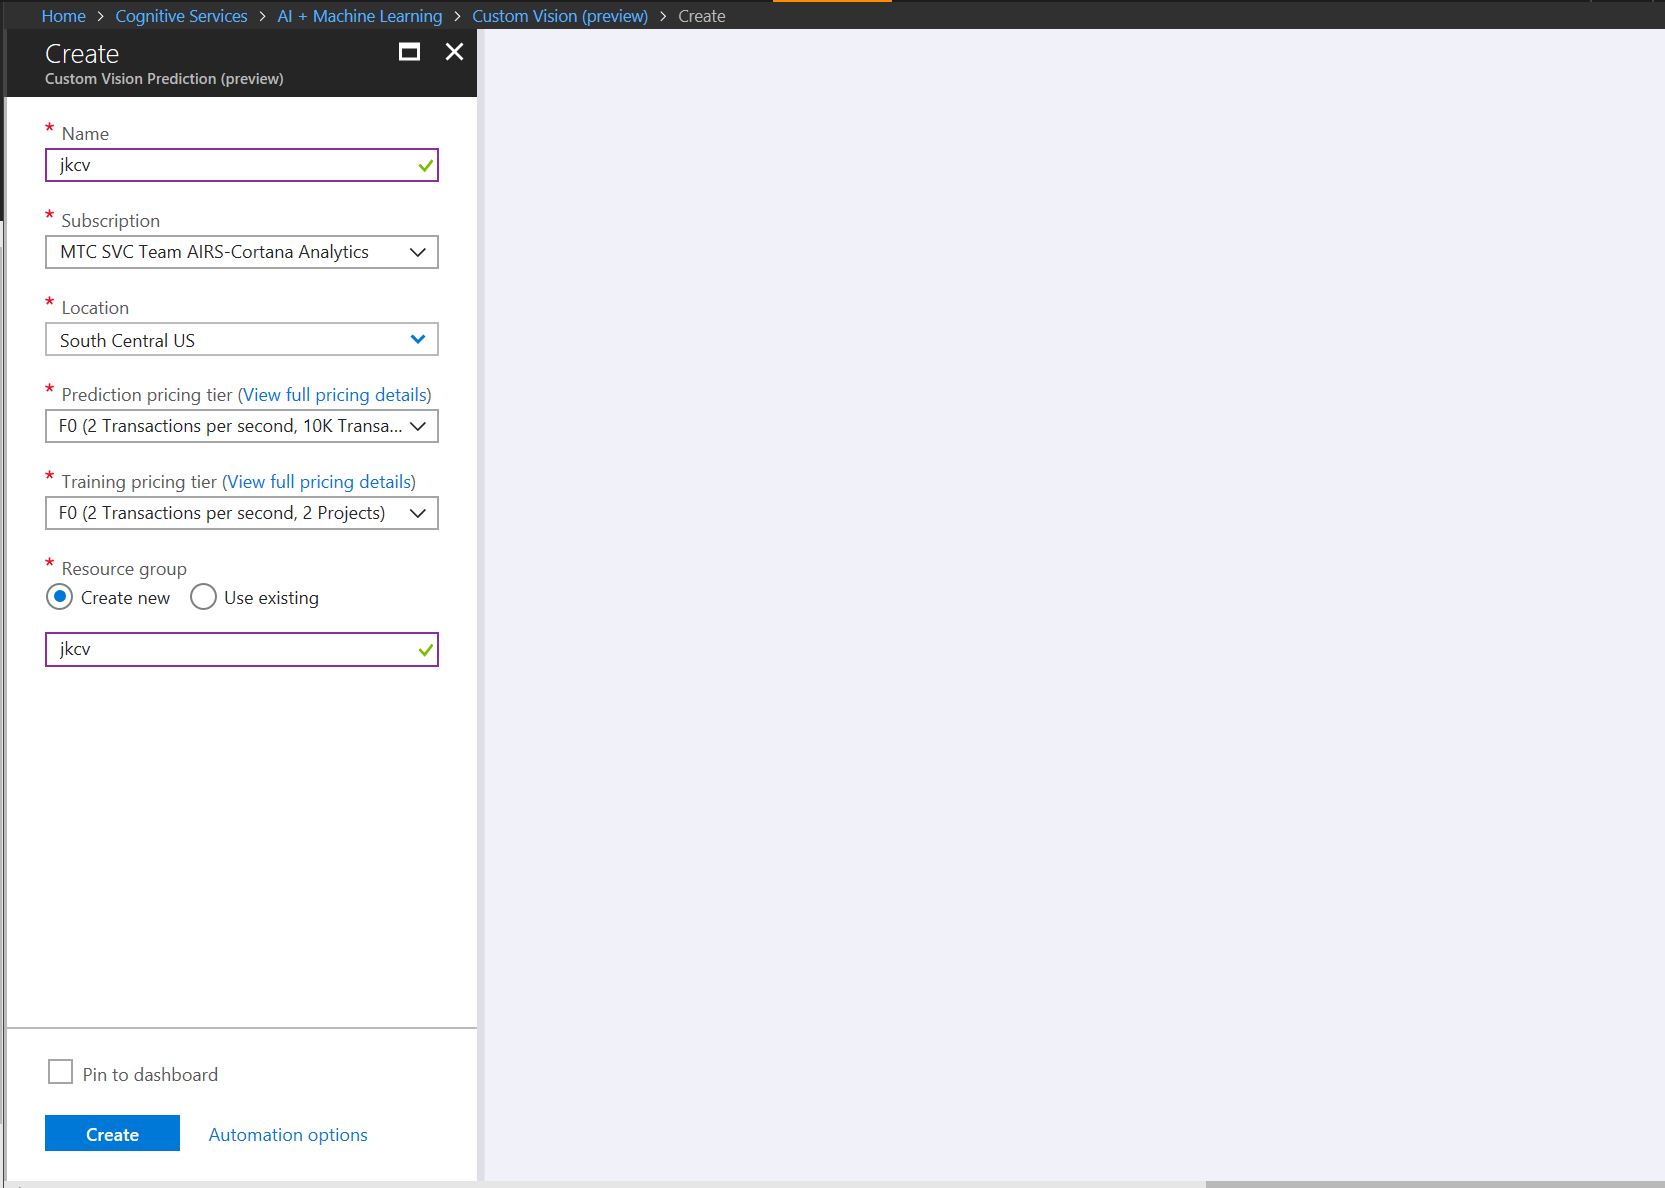 Home > Cognitive Services > AI + Machine Learning > Custom Vision (preview) > Create
Create
Custom Vision Prediction (preview)
* Name
jkcv
* Subscription
MTC SVC Team AIRS-Cortana Analytics
* Location
South Central US
* Prediction pricing tier (View full pricing details)
F0 (2 Transactions per second, 10K Transa...
* Training pricing tier (View full pricing details)
F0 (2 Transactions per second, 2 Projects)
* Resource group
Create new Use existing
jkcv
Pin to dashboard
Create Automation options